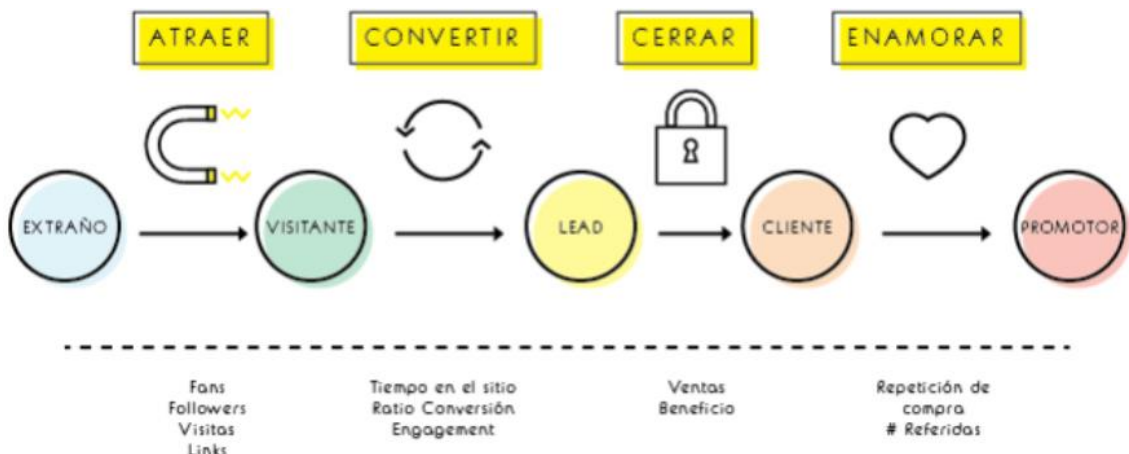 ATRAER
CONVERTIR
CERRAR
ENAMORAR
EXTRAÑO
VISITANTE
LEAD
CLIENTE
PROMOTOR
Fans
Followers
Visitas
Links
Tiempo en el sitio
Ratio Conversión
Engagement
Ventas
Beneficio
Repetición de
compra
# Referidas